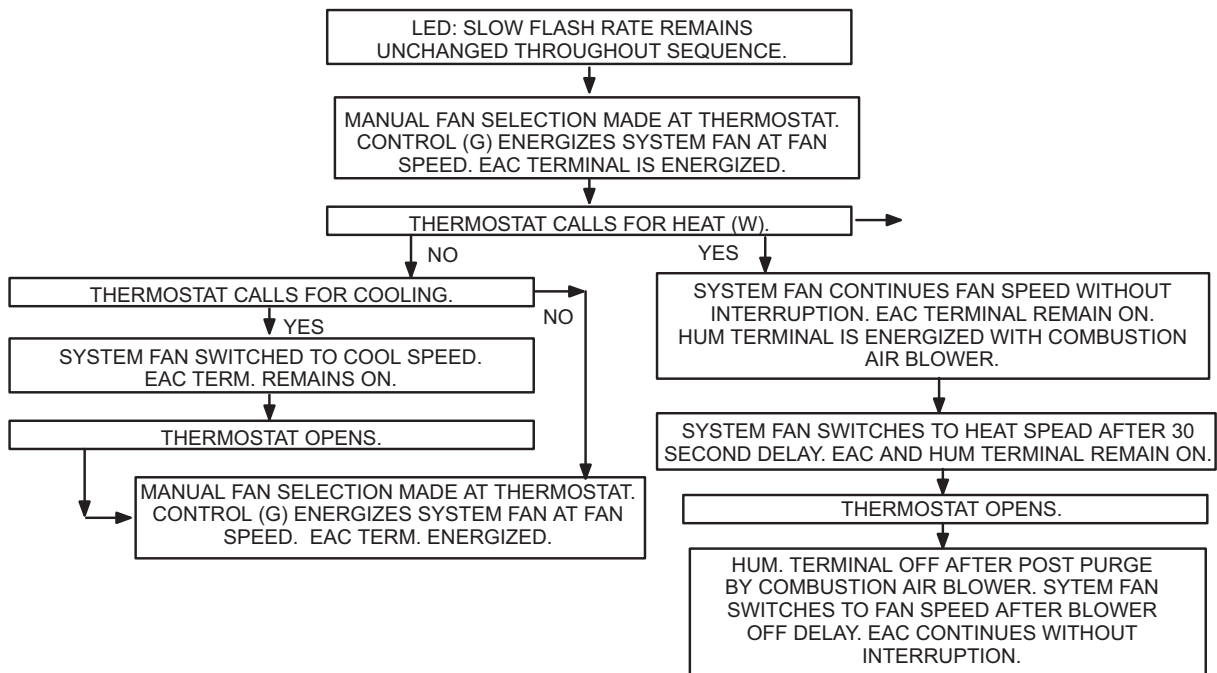 LED: SLOW FLASH RATE REMAINS
UNCHANGED THROUGHOUT SEQUENCE.
MANUAL FAN SELECTION MADE AT THERMOSTAT.
CONTROL (G) ENERGIZES SYSTEM FAN AT FAN
SPEED. EAC TERMINAL IS ENERGIZED.
THERMOSTAT CALLS FOR HEAT (W).
NO
YES
THERMOSTAT CALLS FOR COOLING.
NO
YES
SYSTEM FAN SWITCHED TO COOL SPEED.
EAC TERM. REMAINS ON.
THERMOSTAT OPENS.
MANUAL FAN SELECTION MADE AT THERMOSTAT.
CONTROL (G) ENERGIZES SYSTEM FAN AT FAN
SPEED. EAC TERM. ENERGIZED.
SYSTEM FAN CONTINUES FAN SPEED WITHOUT
INTERRUPTION. EAC TERMINAL REMAIN ON.
HUM TERMINAL IS ENERGIZED WITH COMBUSTION
AIR BLOWER.
SYSTEM FAN SWITCHES TO HEAT SPEAD AFTER 30
SECOND DELAY. EAC AND HUM TERMINAL REMAIN ON.
THERMOSTAT OPENS.
HUM. TERMINAL OFF AFTER POST PURGE
BY COMBUSTION AIR BLOWER. SYTEM FAN
SWITCHES TO FAN SPEED AFTER BLOWER
OFF DELAY. EAC CONTINUES WITHOUT
INTERRUPTION.